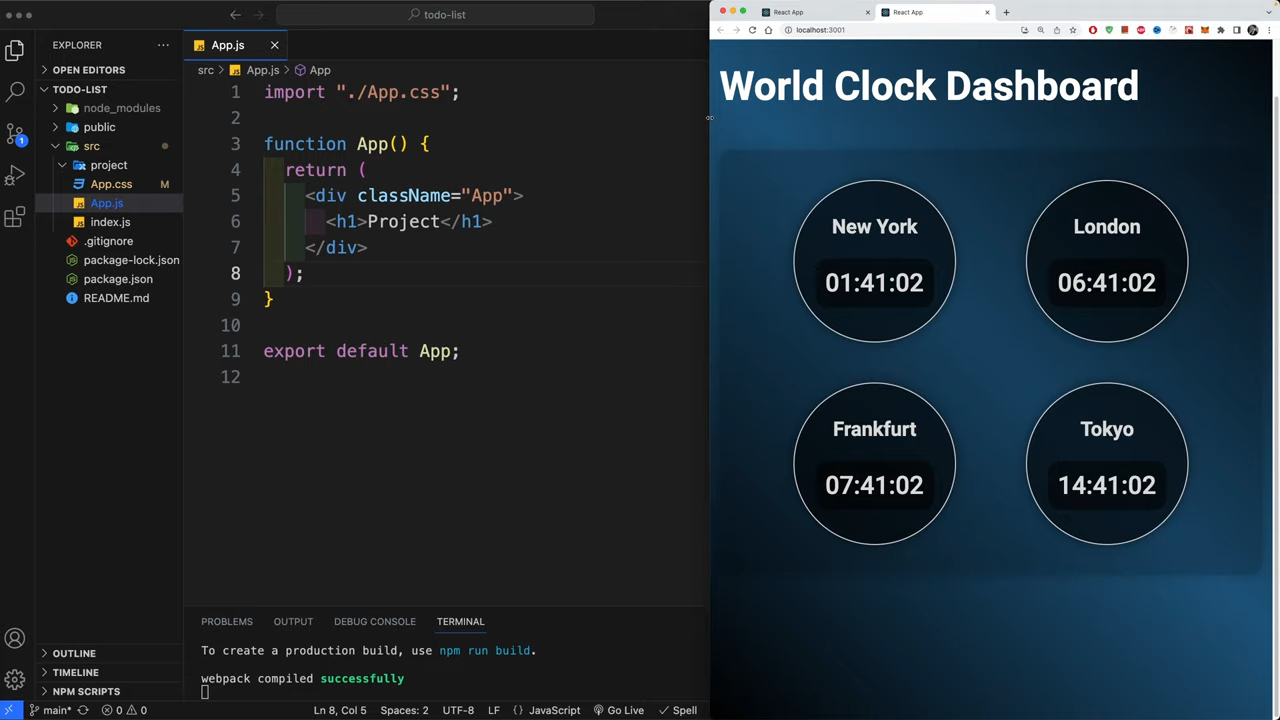 todo-list
EXPLORER
OPEN EDITORS
TODO-LIST
node_modules
public
src
project
App.css M
App.js
index.js
.gitignore
package-lock.json
package.json
README.md
OUTLINE
TIMELINE
NPM SCRIPTS
1
App.js
src App.js App
1 import "./App.css";
2
3 function App() {
4 return (
5 <div className="App">
6 <h1>Project</h1>
7 </div>
8 );
9 }
10
11 export default App;
12
PROBLEMS OUTPUT DEBUG CONSOLE TERMINAL
To create a production build, use npm run build.
webpack compiled successfully
main* 0 0 Ln 8, Col 5 Spaces: 2 UTF-8 LF {} JavaScript Go Live Spell
React App React App
localhost:3001
World Clock Dashboard
New York
01:41:02
London
06:41:02
Frankfurt
07:41:02
Tokyo
14:41:02